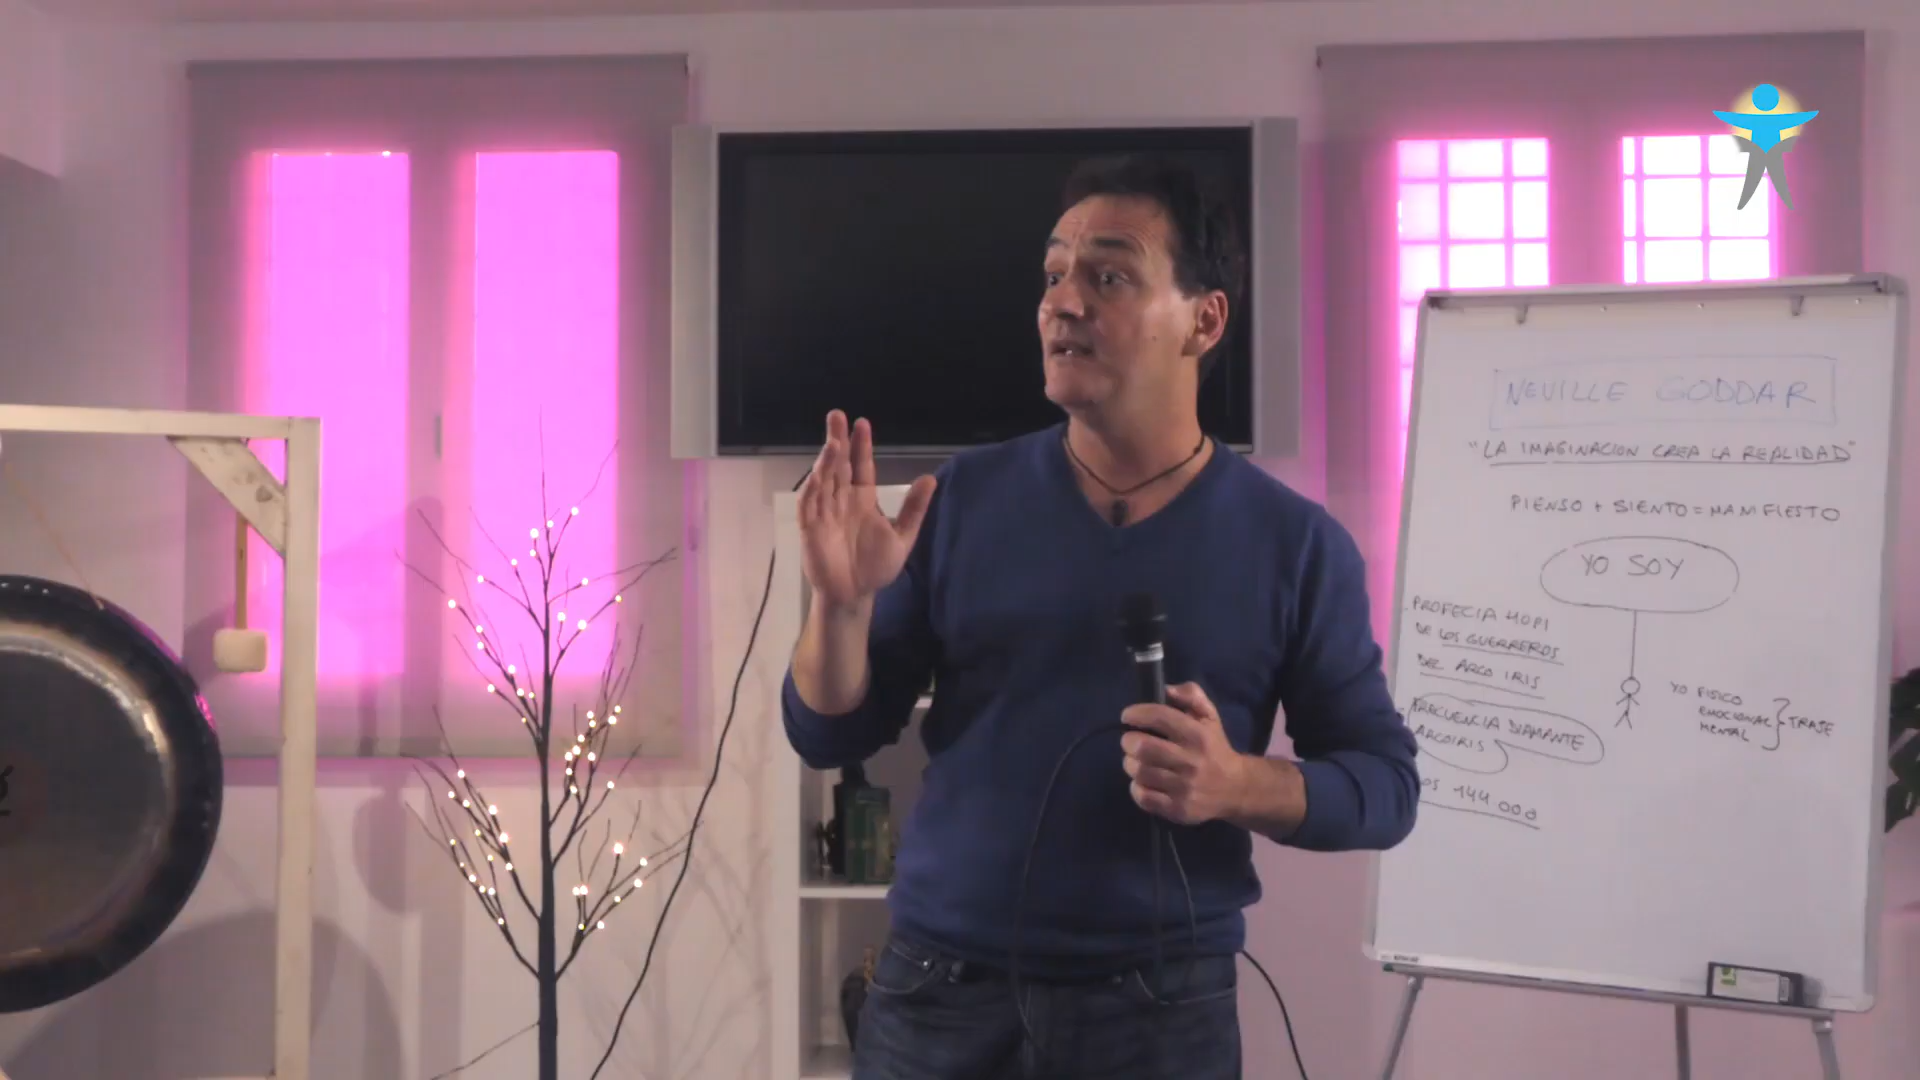 NEVILLE GODDAR
"LA IMAGINACION CREA LA REALIDAD"
PIENSO + SIENTO = MANIFIESTO
YO SOY
PROFECIA HOPI
DE LOS GUERREROS
DEL ARCO IRIS
FRECUENCIA DIAMANTE
ARCOIRIS
OS 144.000
YO FISICO
EMOCIONAL
MENTAL
TRAJE